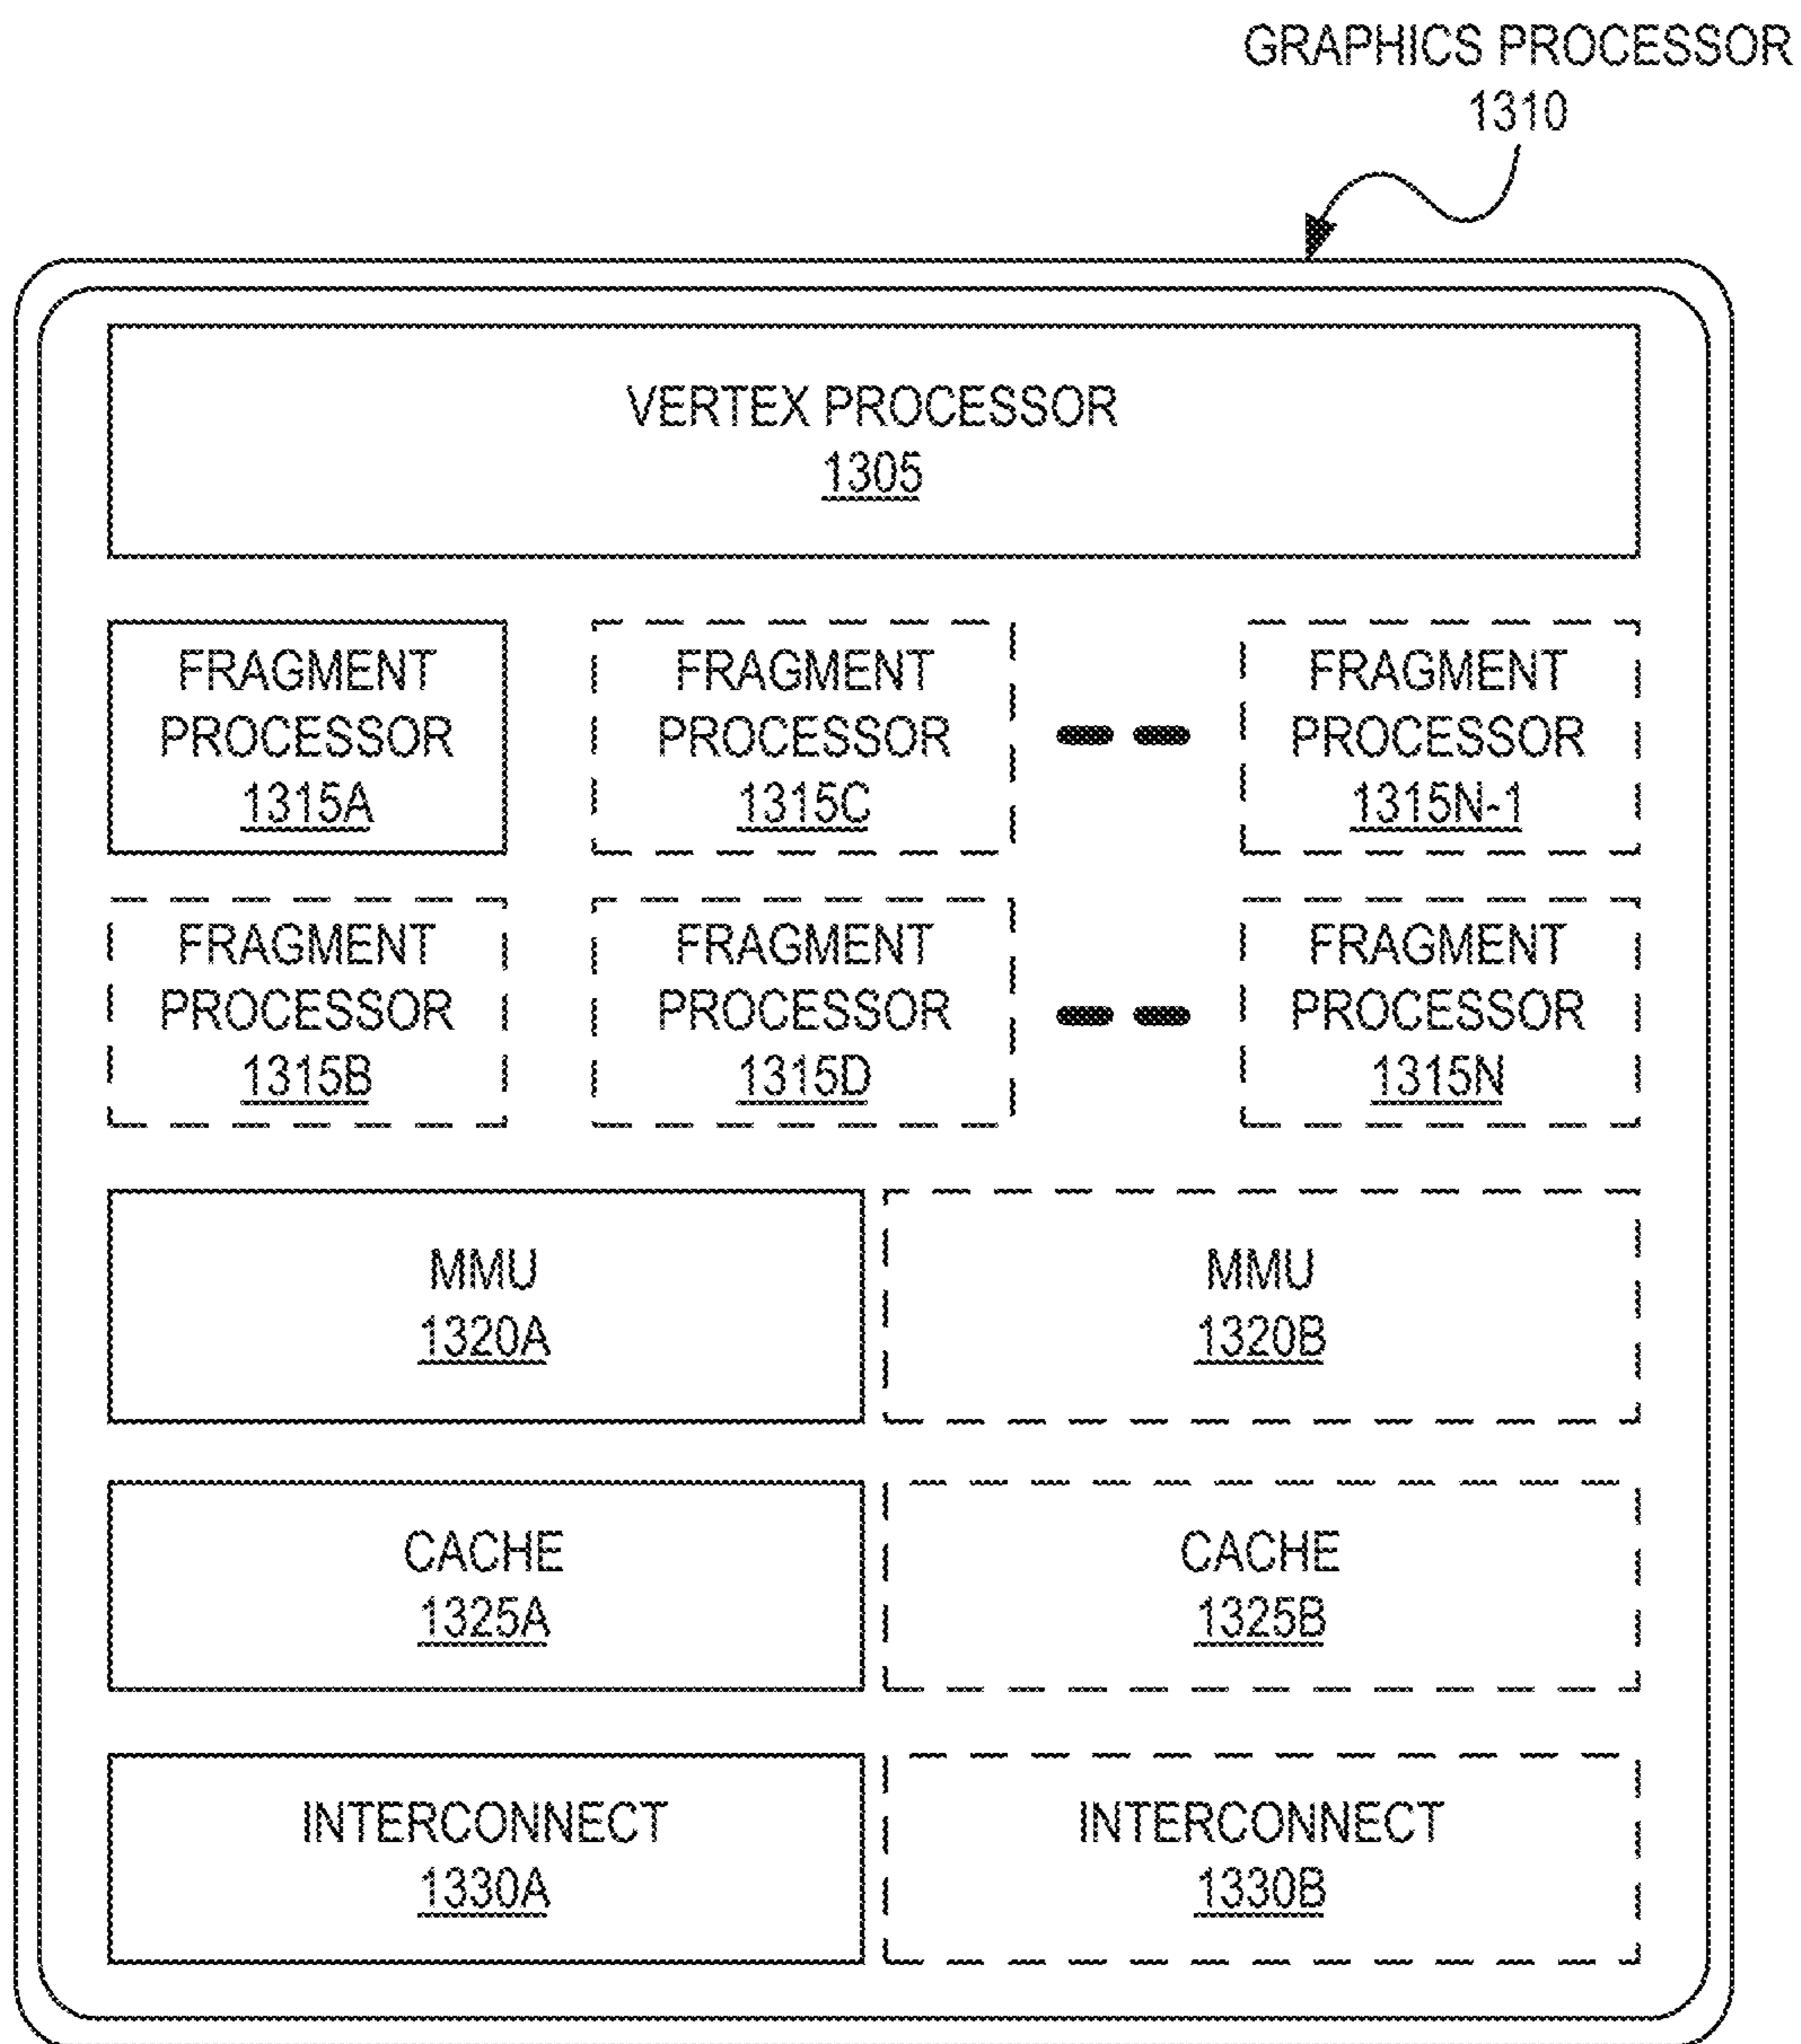 GRAPHICS PROCESSOR
1310
VERTEX PROCESSOR
1305
FRAGMENT
PROCESSOR
1315A
FRAGMENT
PROCESSOR
1315C
FRAGMENT
PROCESSOR
1315N-1
FRAGMENT
PROCESSOR
1315B
FRAGMENT
PROCESSOR
1315D
FRAGMENT
PROCESSOR
1315N
MMU
1320A
MMU
1320B
CACHE
1325A
CACHE
1325B
INTERCONNECT
1330A
INTERCONNECT
1330B